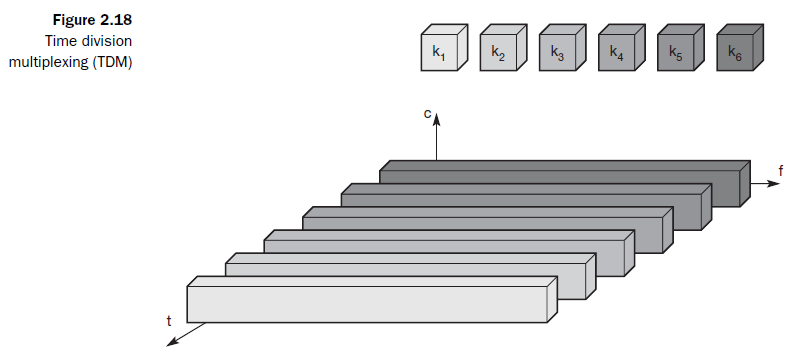 Figure 2.18
Time division
multiplexing (TDM)
k₁ k₂ k₃ k₄ k₅ k₆
c
f
t